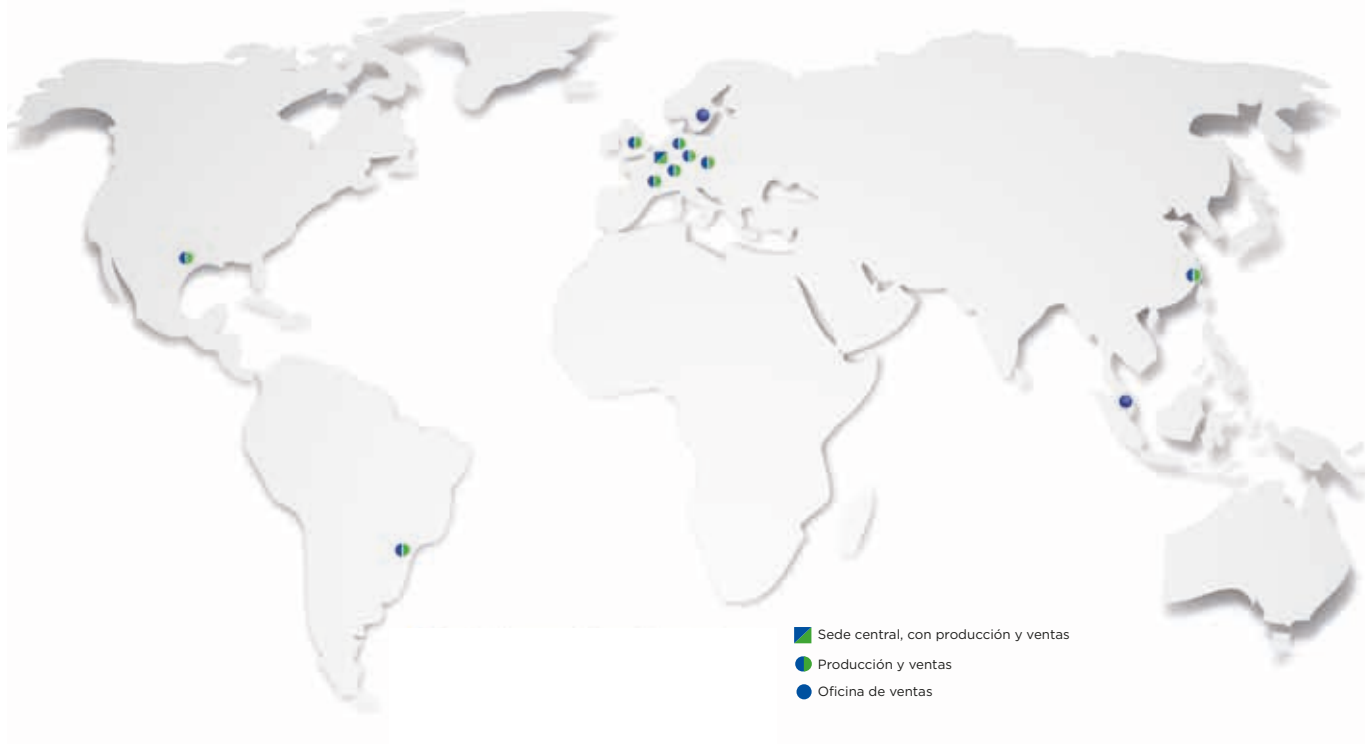 Sede central, con producción y ventas
Producción y ventas
Oficina de ventas